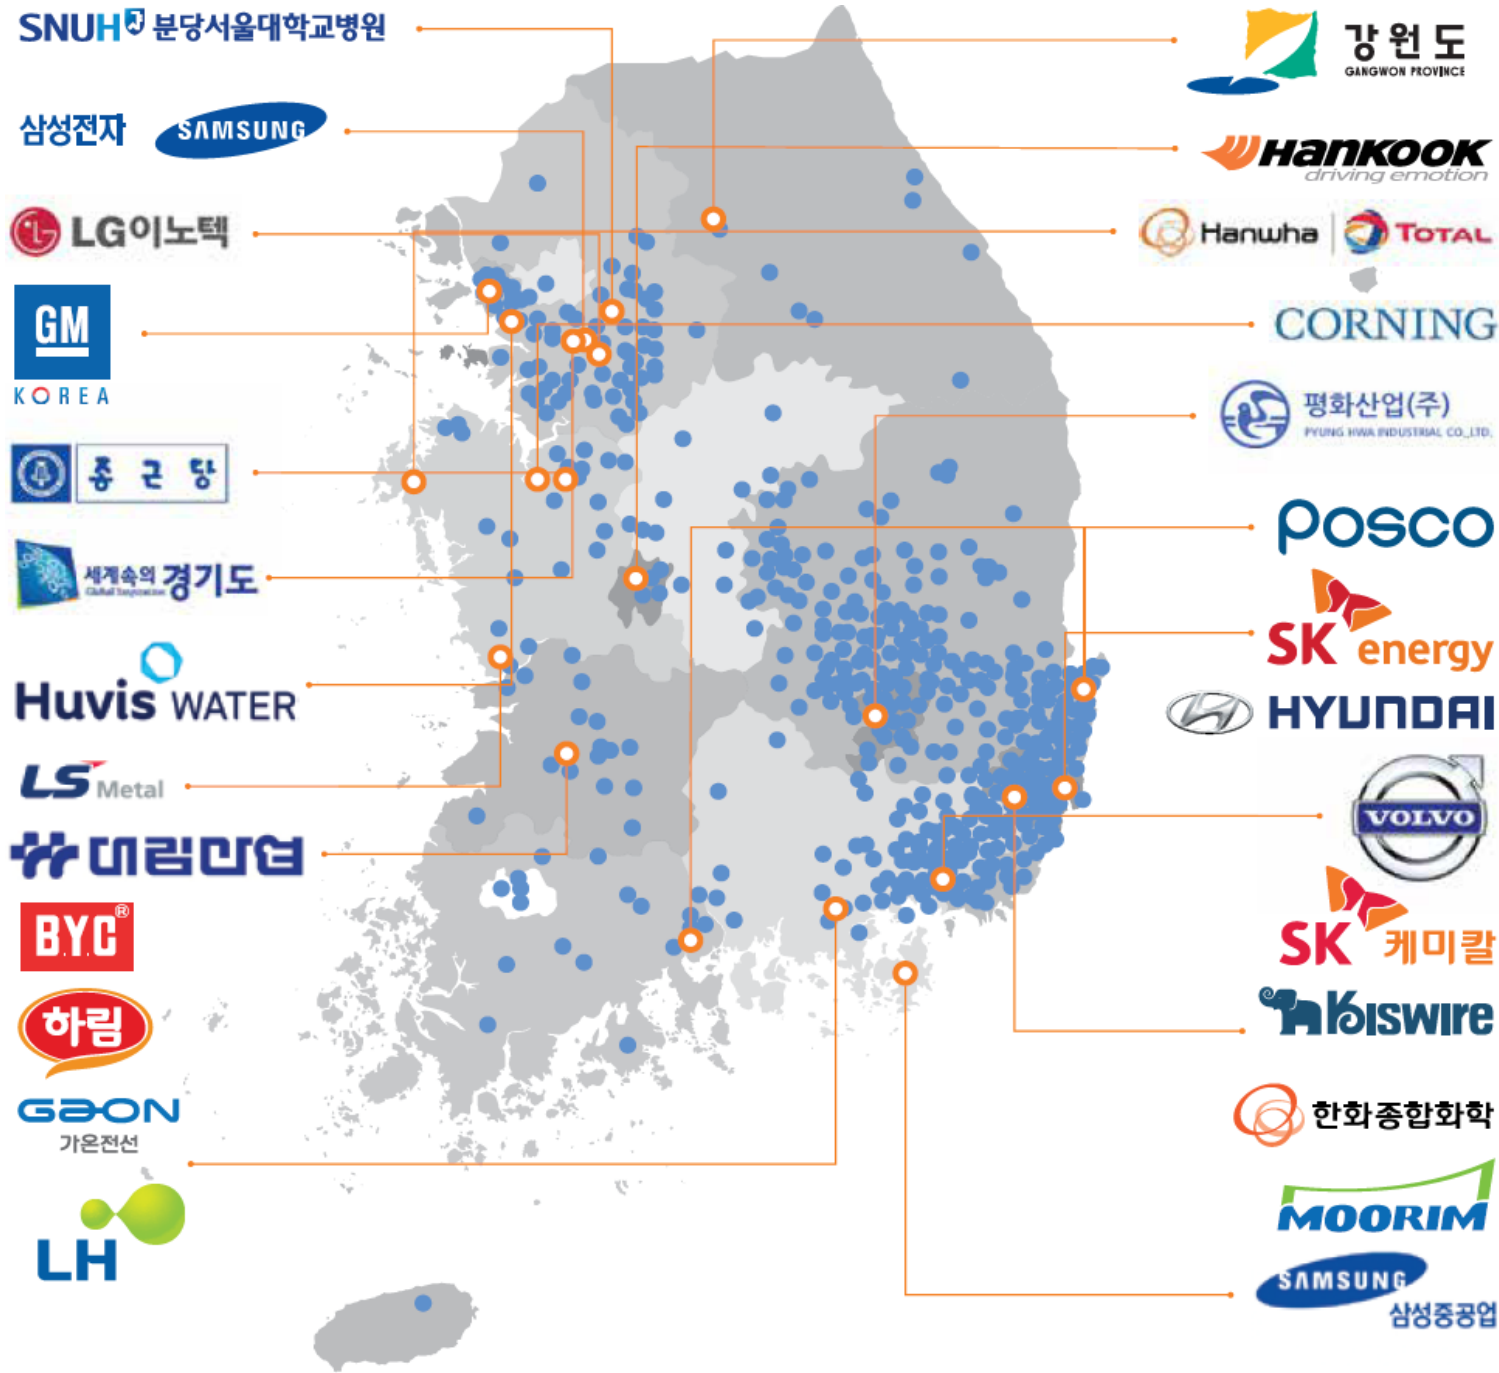 SNUH 분당서울대학교병원
삼성전자 SAMSUNG
LG이노텍
GM
KOREA
종근당
세계속의 경기도
Global Inspiration
Huvis WATER
LS Metal
대림산업
BYC®
하림
GAON
가온전선
LH
강원도
GANGWON PROVINCE
HANKOOK
driving emotion
Hanwha TOTAL
CORNING
평화산업(주)
PYUNG HWA INDUSTRIAL CO.,LTD.
posco
SK energy
HYUNDAI
VOLVO
SK 케미칼
KISWIRE
한화종합화학
MOORIM
SAMSUNG
삼성중공업